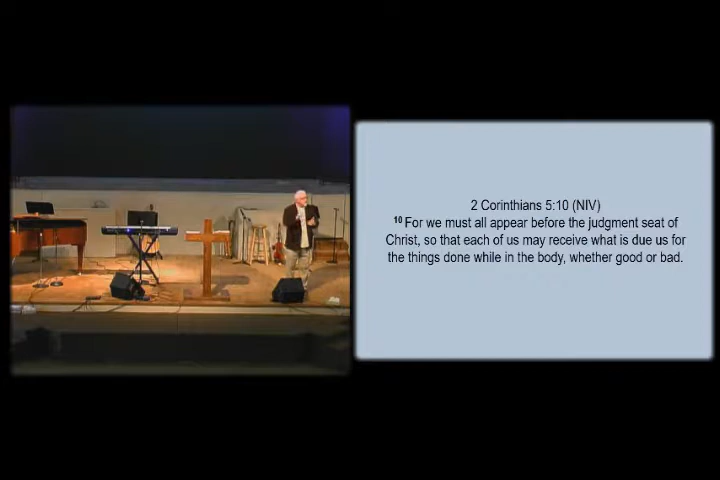 2 Corinthians 5:10 (NIV)
10 For we must all appear before the judgment seat of
Christ, so that each of us may receive what is due us for
the things done while in the body, whether good or bad.